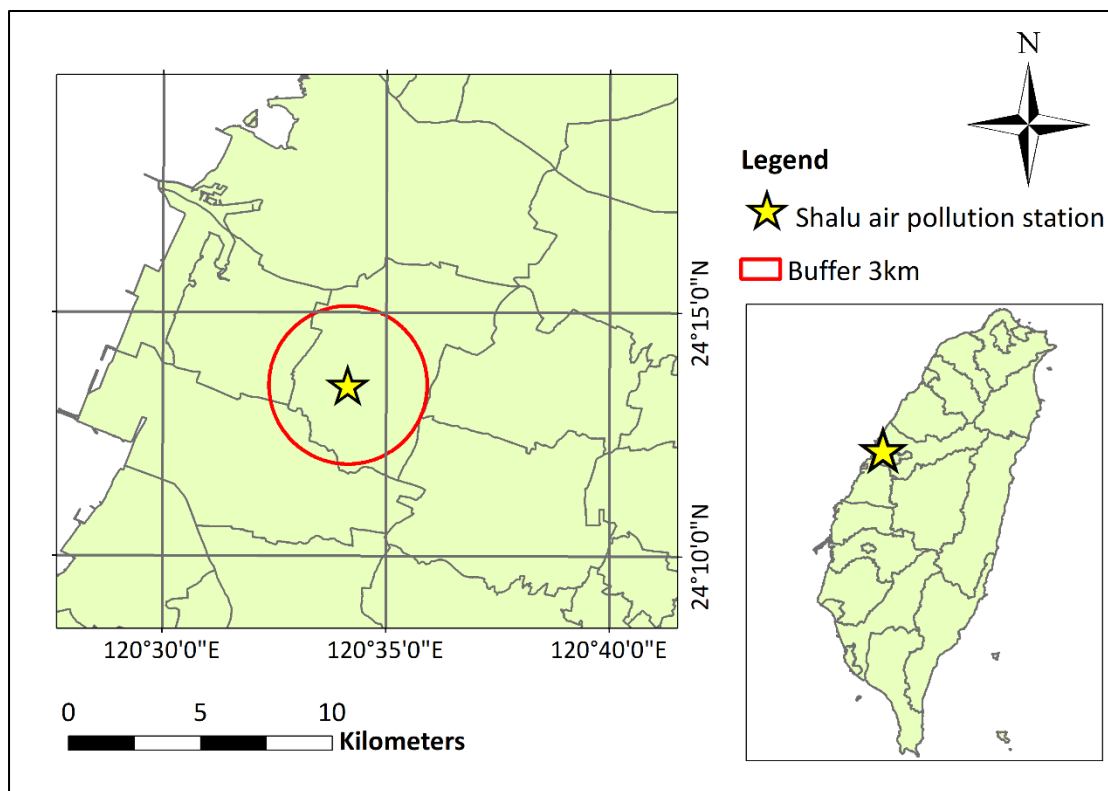 N
Legend
Shalu air pollution station
Buffer 3km
24°15'0"N
24°10'0"N
120°30'0"E 120°35'0"E 120°40'0"E
0 5 10
Kilometers